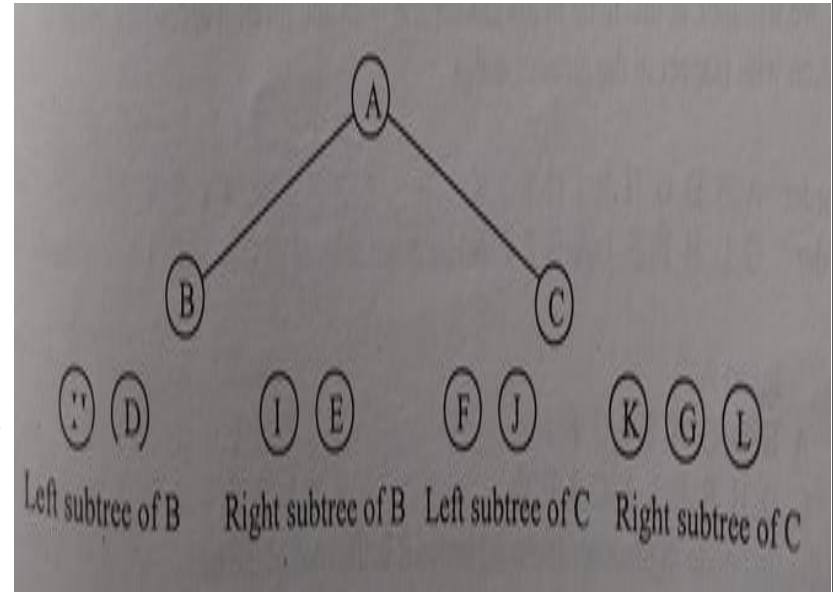 A
B C
D I E F J K G L
Left subtree of B Right subtree of B Left subtree of C Right subtree of C